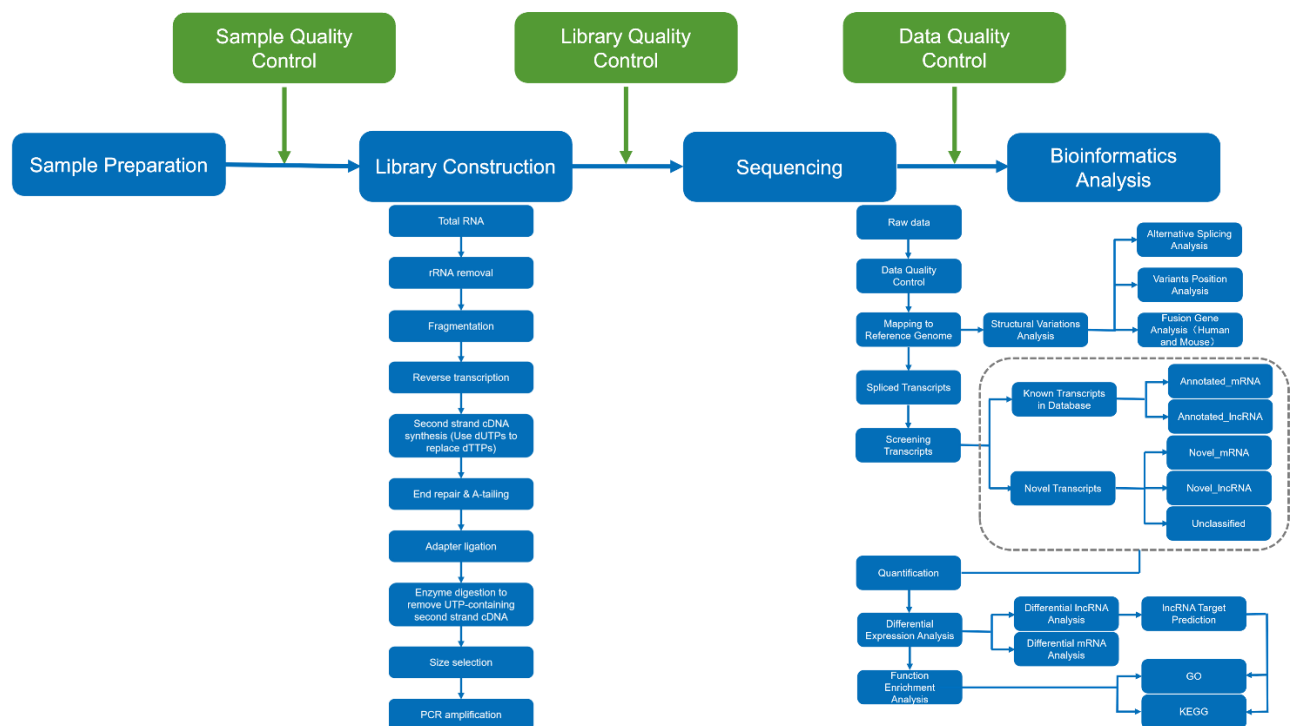 Sample Quality
Control
Library Quality
Control
Data Quality
Control
Sample Preparation
Library Construction
Sequencing
Bioinformatics
Analysis
Total RNA
rRNA removal
Fragmentation
Reverse transcription
Second strand cDNA
synthesis (Use dUTPs to
replace dTTPs)
End repair & A-tailing
Adapter ligation
Enzyme digestion to
remove UTP-containing
second strand cDNA
Size selection
PCR amplification
Raw data
Data Quality
Control
Mapping to
Reference Genome
Structural Variations
Analysis
Alternative Splicing
Analysis
Variants Position
Analysis
Fusion Gene
Analysis（Human
and Mouse）
Spliced Transcripts
Screening
Transcripts
Known Transcripts
in Database
Annotated_mRNA
Annotated_lncRNA
Novel Transcripts
Novel_mRNA
Novel_lncRNA
Unclassified
Quantification
Differential
Expression Analysis
Differential lncRNA
Analysis
lncRNA Target
Prediction
Differential mRNA
Analysis
Function
Enrichment
Analysis
GO
KEGG